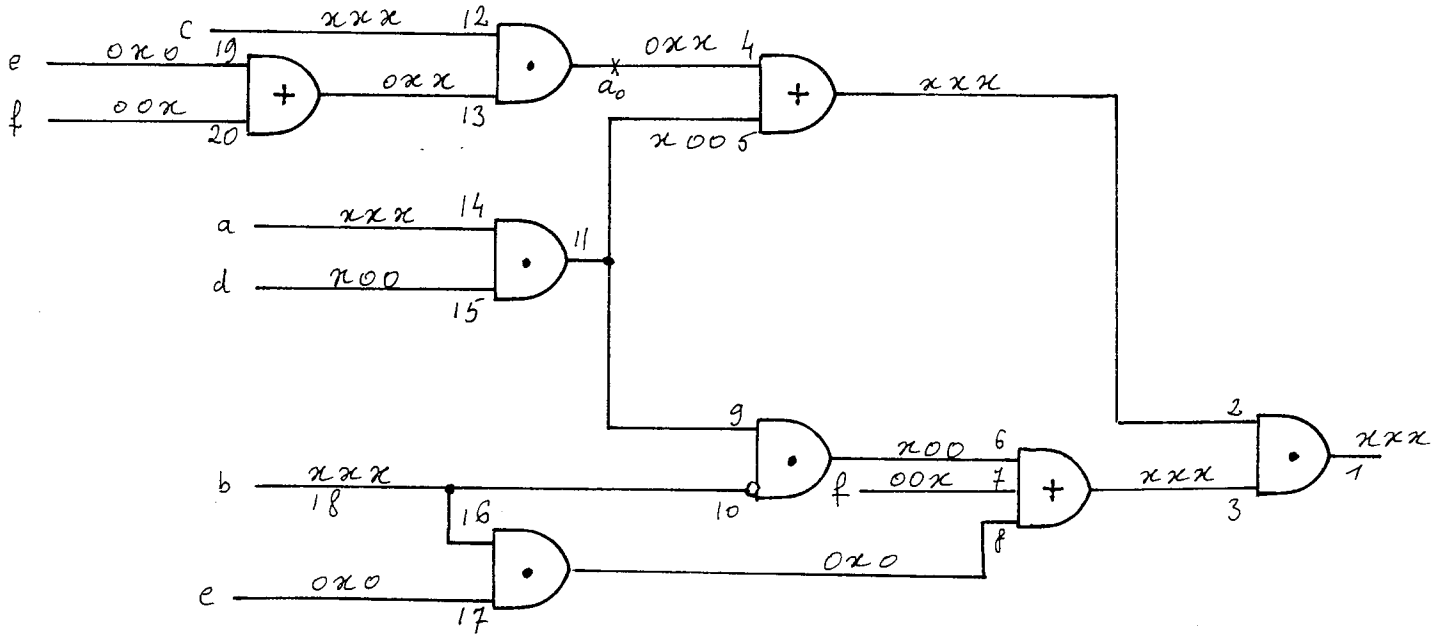 c xxx 12
e 0x0 19
f 00x 20
+
0xx 13
·
a₀ 0xx 4
x00 5
+
xxx
a xxx 14
d x00 15
·
11
9
b xxx 18
10
·
16
e 0x0 17
·
x00 6
f 00x 7
0x0 8
+
xxx 3
2
·
xxx
1